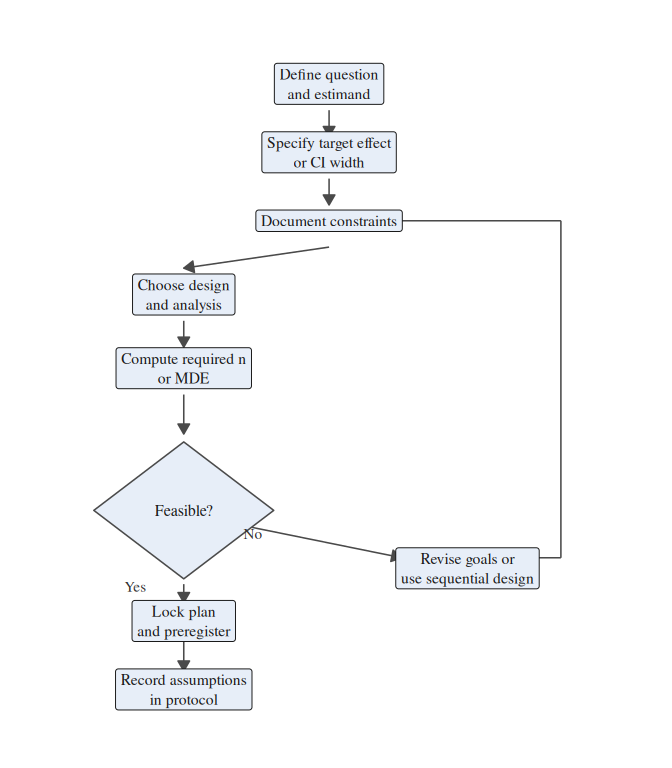 Define question
and estimand
Specify target effect
or CI width
Document constraints
Choose design
and analysis
Compute required n
or MDE
Feasible?
No
Revise goals or
use sequential design
Yes
Lock plan
and preregister
Record assumptions
in protocol